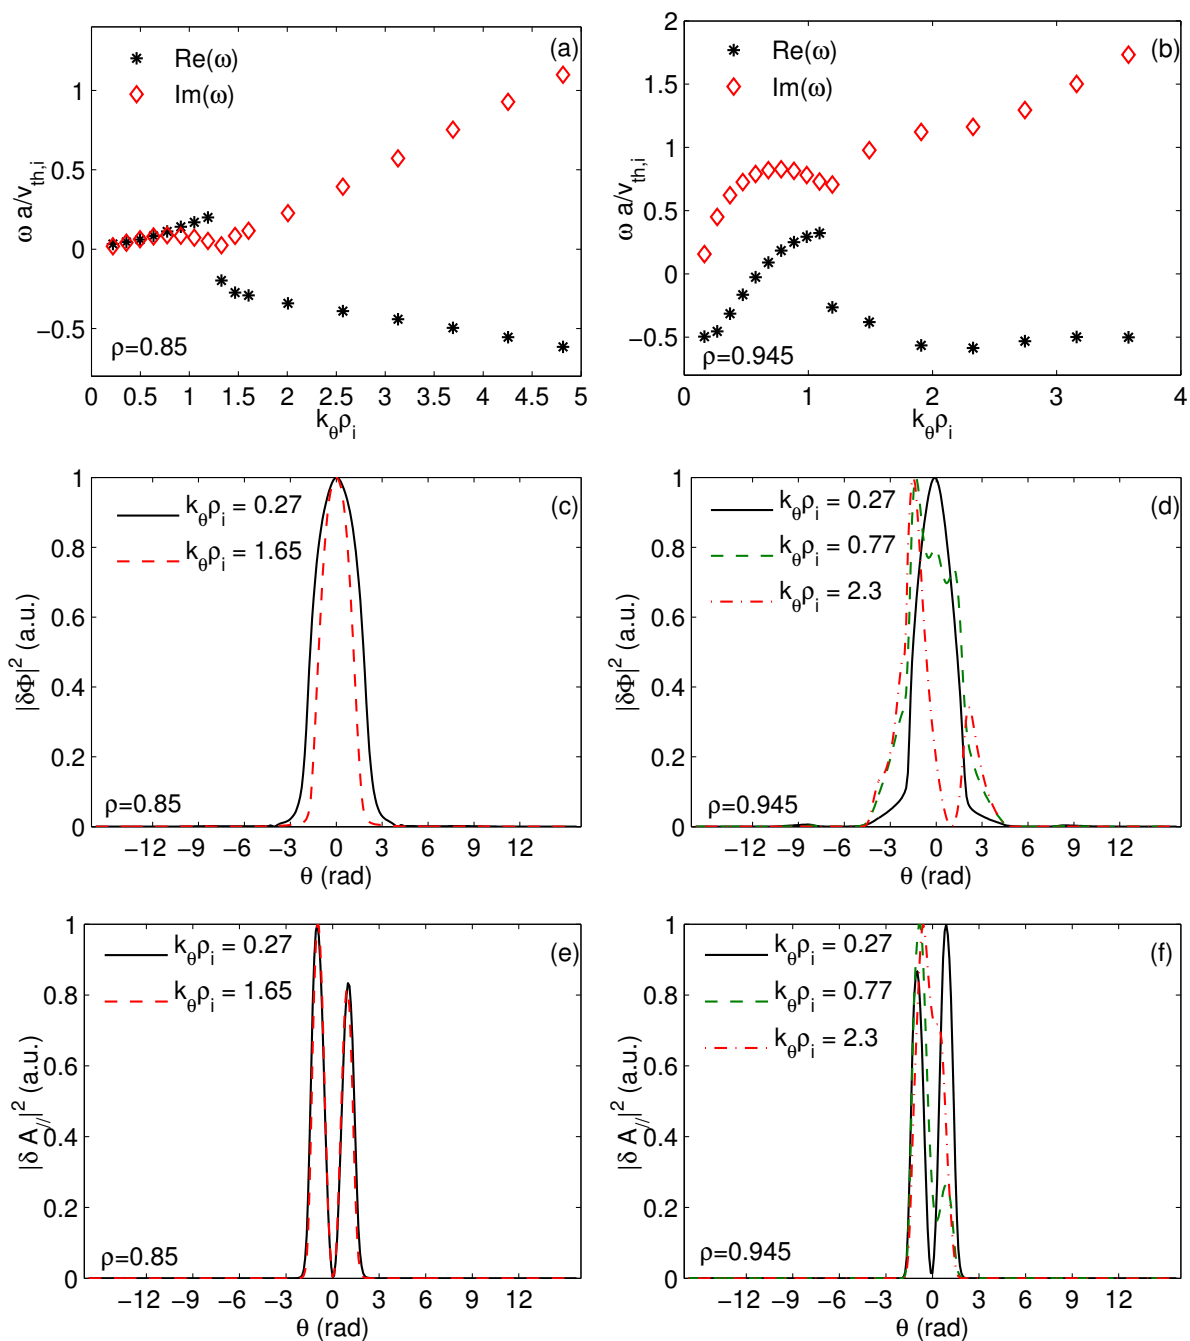 (a)
Re(ω)
Im(ω)
1
0.5
0
−0.5
ω a/v_th,i
ρ=0.85
0 0.5 1 1.5 2 2.5 3 3.5 4 4.5 5
k_θρ_i
(b)
Re(ω)
Im(ω)
2
1.5
1
0.5
0
−0.5
ω a/v_th,i
ρ=0.945
0 1 2 3 4
k_θρ_i
(c)
k_θρ_i = 0.27
k_θρ_i = 1.65
1
0.8
0.6
0.4
0.2
0
|δΦ|² (a.u.)
ρ=0.85
−12 −9 −6 −3 0 3 6 9 12
θ (rad)
(d)
k_θρ_i = 0.27
k_θρ_i = 0.77
k_θρ_i = 2.3
1
0.8
0.6
0.4
0.2
0
|δΦ|² (a.u.)
ρ=0.945
−12 −9 −6 −3 0 3 6 9 12
θ (rad)
(e)
k_θρ_i = 0.27
k_θρ_i = 1.65
1
0.8
0.6
0.4
0.2
0
|δ A_//|² (a.u.)
ρ=0.85
−12 −9 −6 −3 0 3 6 9 12
θ (rad)
(f)
k_θρ_i = 0.27
k_θρ_i = 0.77
k_θρ_i = 2.3
1
0.8
0.6
0.4
0.2
0
|δ A_//|² (a.u.)
ρ=0.945
−12 −9 −6 −3 0 3 6 9 12
θ (rad)